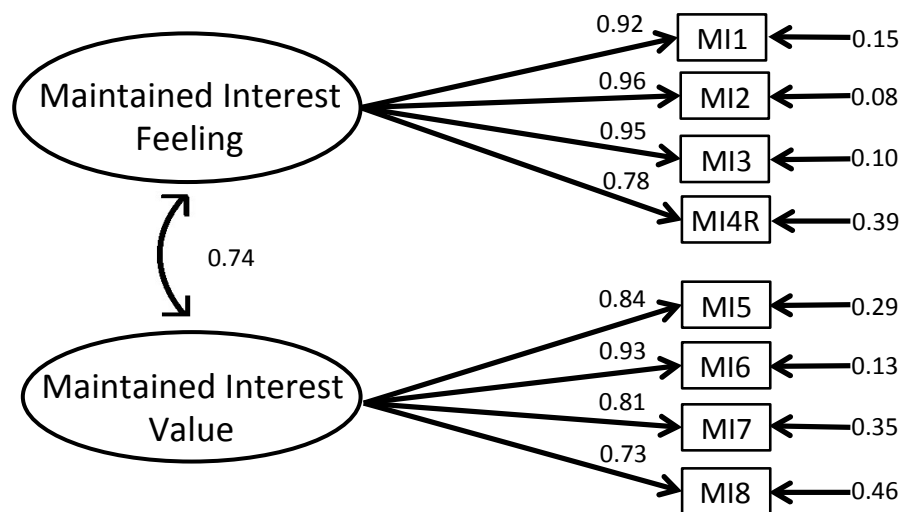 Maintained Interest
Feeling
0.92
MI1
0.15
0.96
MI2
0.08
0.95
MI3
0.10
0.78
MI4R
0.39
0.74
Maintained Interest
Value
0.84
MI5
0.29
0.93
MI6
0.13
0.81
MI7
0.35
0.73
MI8
0.46